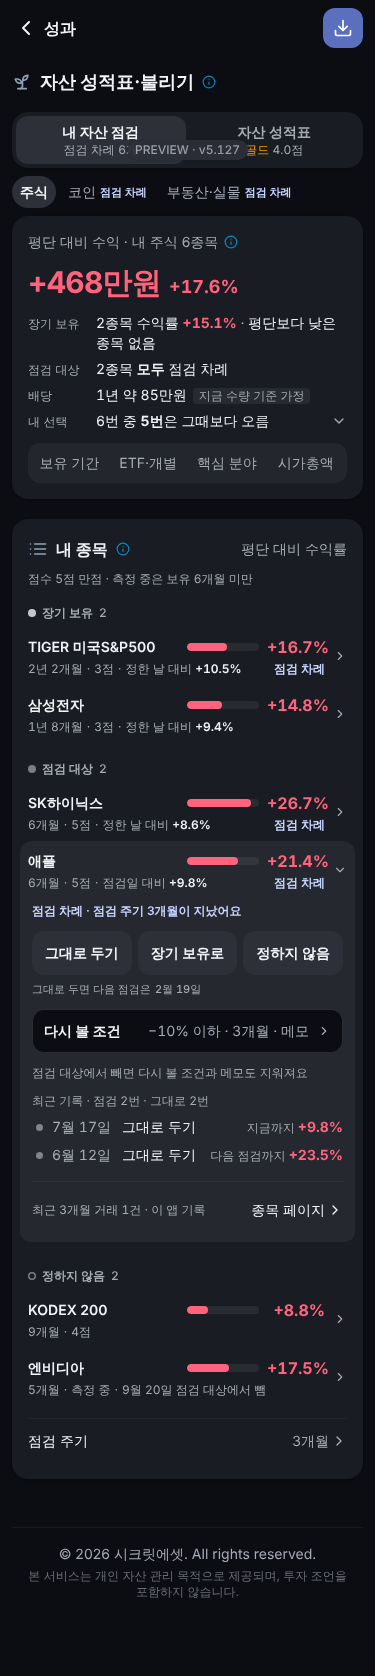 성과
자산 성적표·불리기
내 자산 점검
자산 성적표
점검 차례 6
PREVIEW · v5.127
골드 4.0점
주식
코인 점검 차례
부동산·실물 점검 차례
평단 대비 수익 · 내 주식 6종목
+468만원 +17.6%
장기 보유 2종목 수익률 +15.1% · 평단보다 낮은
종목 없음
점검 대상 2종목 모두 점검 차례
배당 1년 약 85만원 지금 수량 기준 가정
내 선택 6번 중 5번은 그때보다 오름
보유 기간 ETF·개별 핵심 분야 시가총액
내 종목 평단 대비 수익률
점수 5점 만점 · 측정 중은 보유 6개월 미만
장기 보유 2
TIGER 미국S&P500 +16.7%
2년 2개월 · 3점 · 정한 날 대비 +10.5% 점검 차례
삼성전자 +14.8%
1년 8개월 · 3점 · 정한 날 대비 +9.4%
점검 대상 2
SK하이닉스 +26.7%
6개월 · 5점 · 정한 날 대비 +8.6% 점검 차례
애플 +21.4%
6개월 · 5점 · 점검일 대비 +9.8% 점검 차례
점검 차례 · 점검 주기 3개월이 지났어요
그대로 두기 장기 보유로 정하지 않음
그대로 두면 다음 점검은 2월 19일
다시 볼 조건 −10% 이하 · 3개월 · 메모
점검 대상에서 빼면 다시 볼 조건과 메모도 지워져요
최근 기록 · 점검 2번 · 그대로 2번
7월 17일 그대로 두기 지금까지 +9.8%
6월 12일 그대로 두기 다음 점검까지 +23.5%
최근 3개월 거래 1건 · 이 앱 기록 종목 페이지
정하지 않음 2
KODEX 200 +8.8%
9개월 · 4점
엔비디아 +17.5%
5개월 · 측정 중 · 9월 20일 점검 대상에서 뺌
점검 주기 3개월
© 2026 시크릿에셋. All rights reserved.
본 서비스는 개인 자산 관리 목적으로 제공되며, 투자 조언을
포함하지 않습니다.